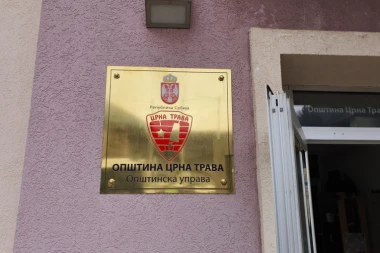 Република Србија
ЦРНА ТРАВА
ОПШТИНА ЦРНА ТРАВА
Општинска управа
Општина Црна Трава